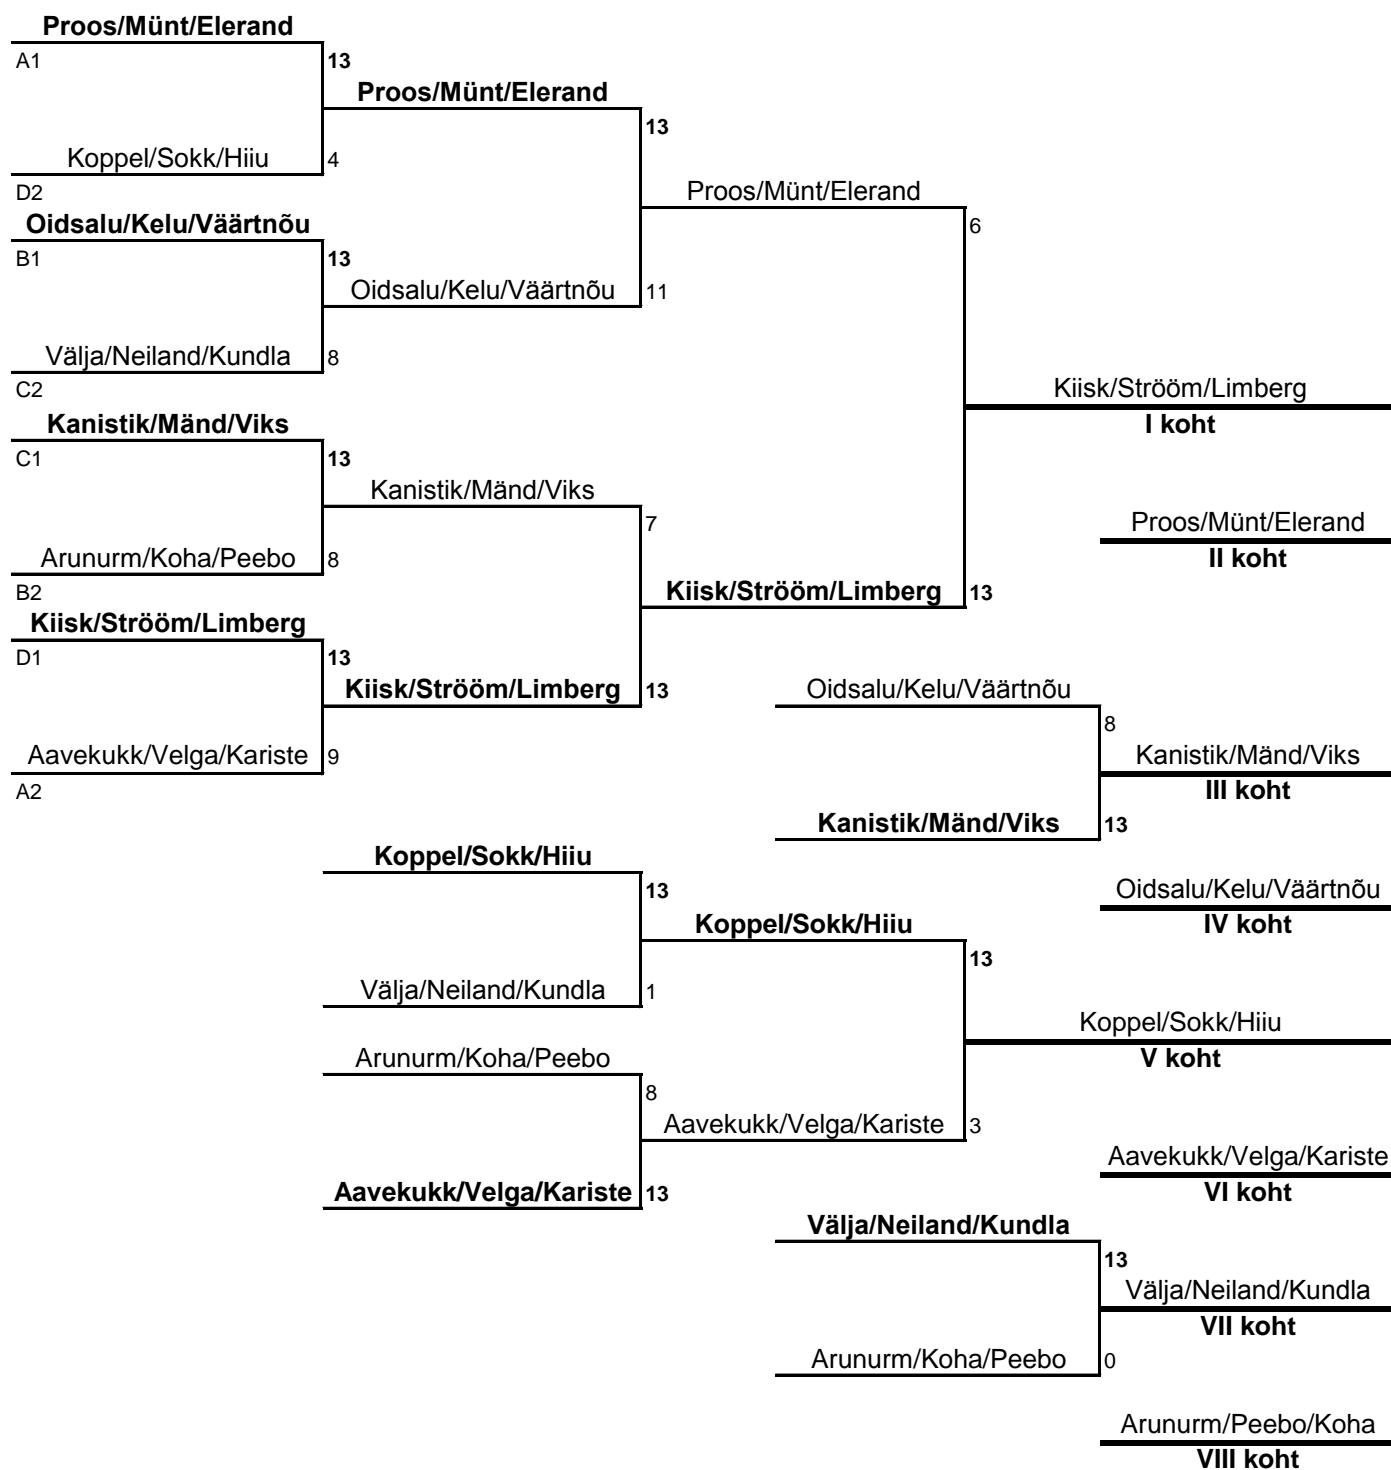 Proos/Münt/Elerand
A1
13
Proos/Münt/Elerand
13
Koppel/Sokk/Hiiu
4
D2
Proos/Münt/Elerand
6
Oidsalu/Kelu/Väärtnõu
B1
13
Oidsalu/Kelu/Väärtnõu
11
Välja/Neiland/Kundla
8
C2
Kiisk/Strööm/Limberg
I koht
Kanistik/Mänd/Viks
C1
13
Kanistik/Mänd/Viks
7
Proos/Münt/Elerand
II koht
Arunurm/Koha/Peebo
8
B2
Kiisk/Strööm/Limberg
13
Kiisk/Strööm/Limberg
D1
13
Kiisk/Strööm/Limberg
13
Oidsalu/Kelu/Väärtnõu
8
Aavekukk/Velga/Kariste
9
A2
Kanistik/Mänd/Viks
III koht
Kanistik/Mänd/Viks
13
Koppel/Sokk/Hiiu
13
Oidsalu/Kelu/Väärtnõu
IV koht
Koppel/Sokk/Hiiu
13
Välja/Neiland/Kundla
1
Koppel/Sokk/Hiiu
V koht
Arunurm/Koha/Peebo
8
Aavekukk/Velga/Kariste
3
Aavekukk/Velga/Kariste
VI koht
Aavekukk/Velga/Kariste
13
Välja/Neiland/Kundla
13
Välja/Neiland/Kundla
VII koht
Arunurm/Koha/Peebo
0
Arunurm/Peebo/Koha
VIII koht